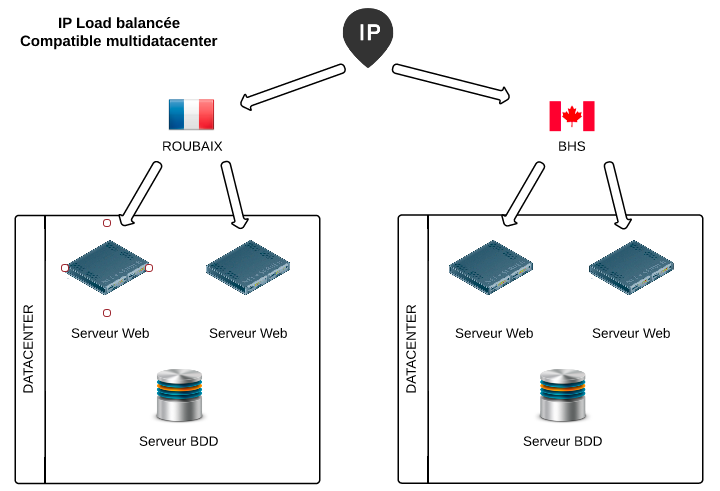 IP Load balancée
Compatible multidatacenter
IP
ROUBAIX
BHS
DATACENTER
Serveur Web
Serveur Web
Serveur BDD
DATACENTER
Serveur Web
Serveur Web
Serveur BDD